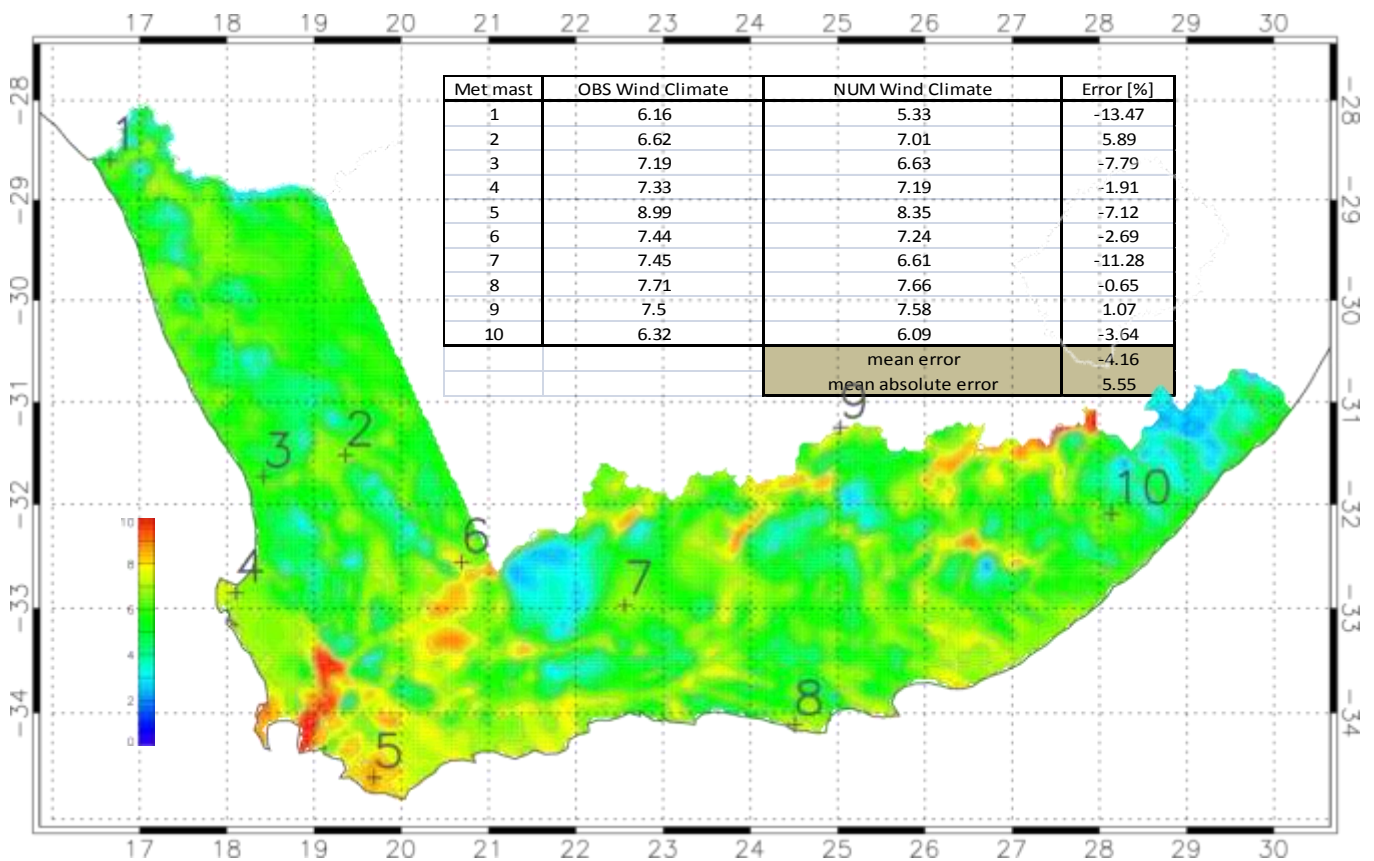 17 18 19 20 21 22 23 24 25 26 27 28 29 30
Met mast OBS Wind Climate NUM Wind Climate Error [%]
1 6.16 5.33 -13.47
2 6.62 7.01 5.89
3 7.19 6.63 -7.79
4 7.33 7.19 -1.91
5 8.99 8.35 -7.12
6 7.44 7.24 -2.69
7 7.45 6.61 -11.28
8 7.71 7.66 -0.65
9 7.5 7.58 1.07
10 6.32 6.09 -3.64
mean error -4.16
mean absolute error 5.55
-28 -28
1
-29 -29
-30 -30
-31 -31
9
2
3
10
-32 -32
6
4
7
-33 -33
8
-34 -34
5
10
8
6
4
2
0
17 18 19 20 21 22 23 24 25 26 27 28 29 30